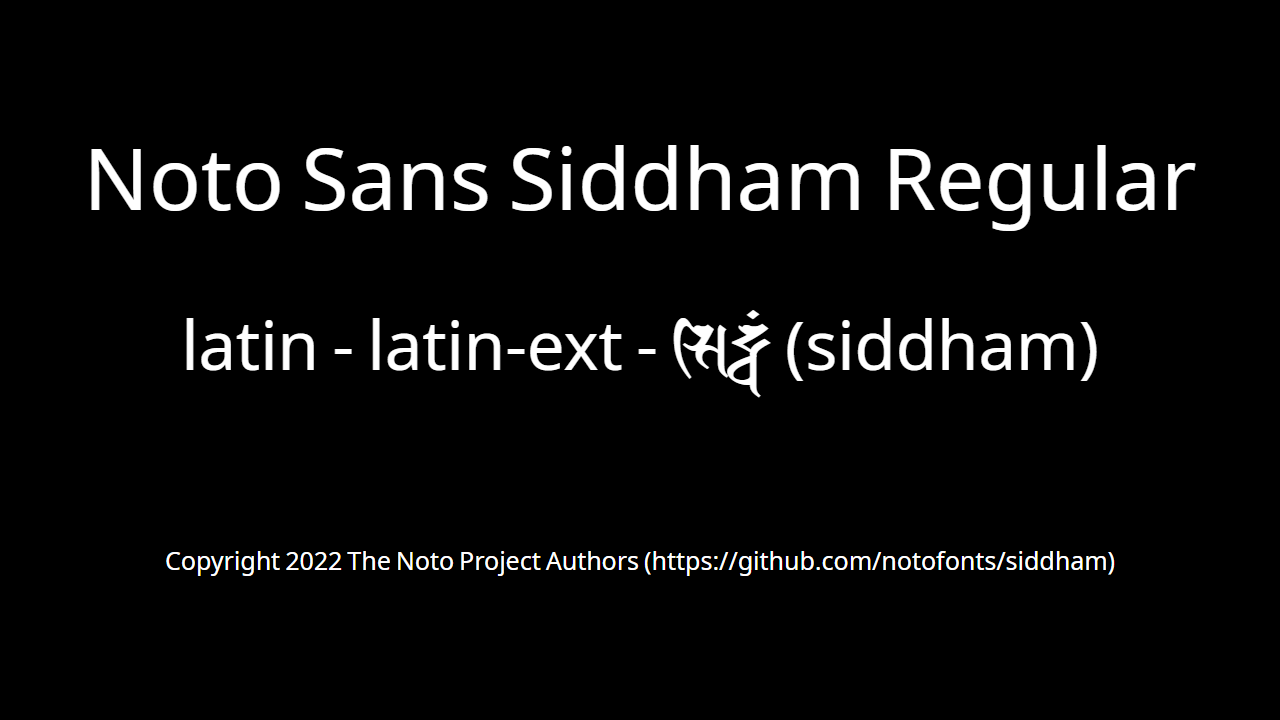 Noto Sans Siddham Regular
latin - latin-ext - 𑖭𑖰𑖟𑖿𑖠𑖽 (siddham)
Copyright 2022 The Noto Project Authors (https://github.com/notofonts/siddham)